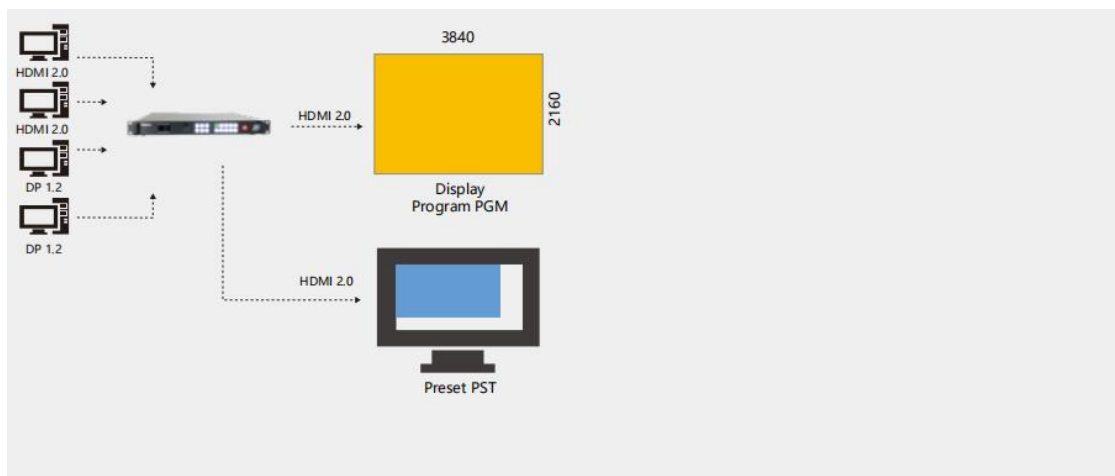 HDMI 2.0
HDMI 2.0
DP 1.2
DP 1.2
HDMI 2.0
3840
2160
Display
Program PGM
HDMI 2.0
Preset PST